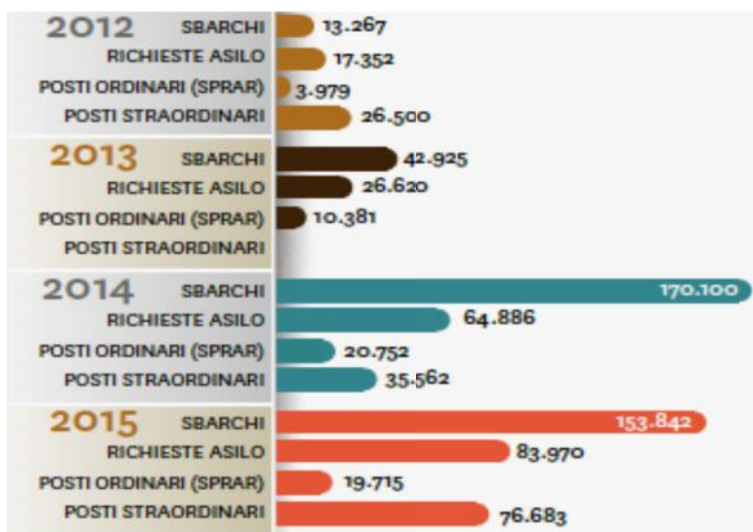 2012 SBARCHI 13.267
RICHIESTE ASILO 17.352
POSTI ORDINARI (SPRAR) 3.979
POSTI STRAORDINARI 26.500
2013 SBARCHI 42.925
RICHIESTE ASILO 26.620
POSTI ORDINARI (SPRAR) 10.381
POSTI STRAORDINARI
2014 SBARCHI 170.100
RICHIESTE ASILO 64.886
POSTI ORDINARI (SPRAR) 20.752
POSTI STRAORDINARI 35.562
2015 SBARCHI 153.842
RICHIESTE ASILO 83.970
POSTI ORDINARI (SPRAR) 19.715
POSTI STRAORDINARI 76.683